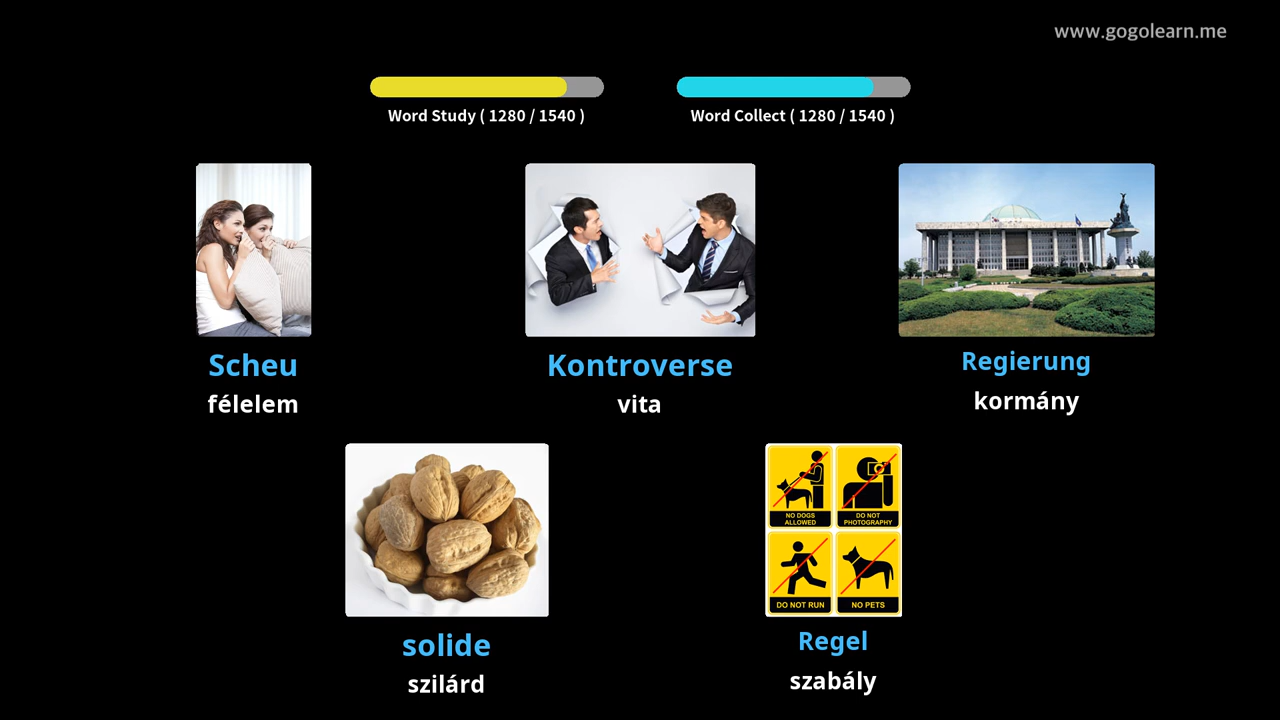 www.gogolearn.me
Word Study ( 1280 / 1540 )
Word Collect ( 1280 / 1540 )
Scheu
félelem
Kontroverse
vita
Regierung
kormány
NO DOGS
ALLOWED
DO NOT
PHOTOGRAPHY
DO NOT RUN
NO PETS
solide
szilárd
Regel
szabály